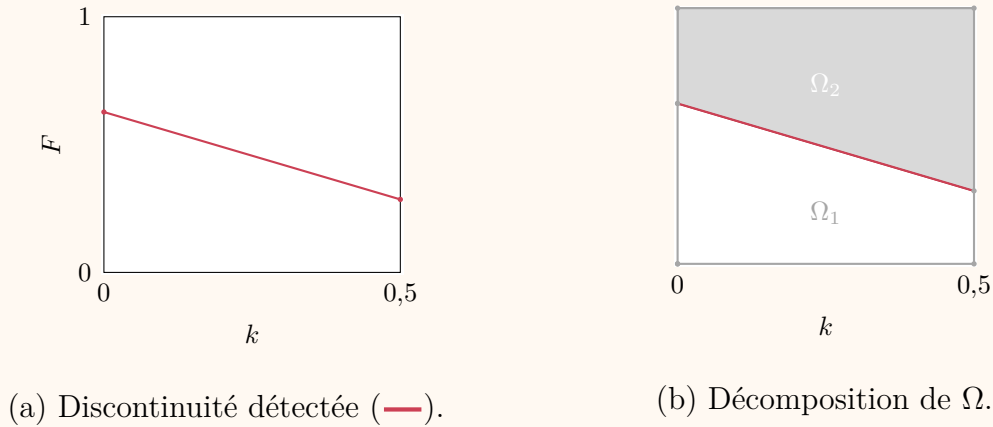 1
F
0
0
0,5
k
(a) Discontinuité détectée (—).
Ω₂
Ω₁
0
0,5
k
(b) Décomposition de Ω.